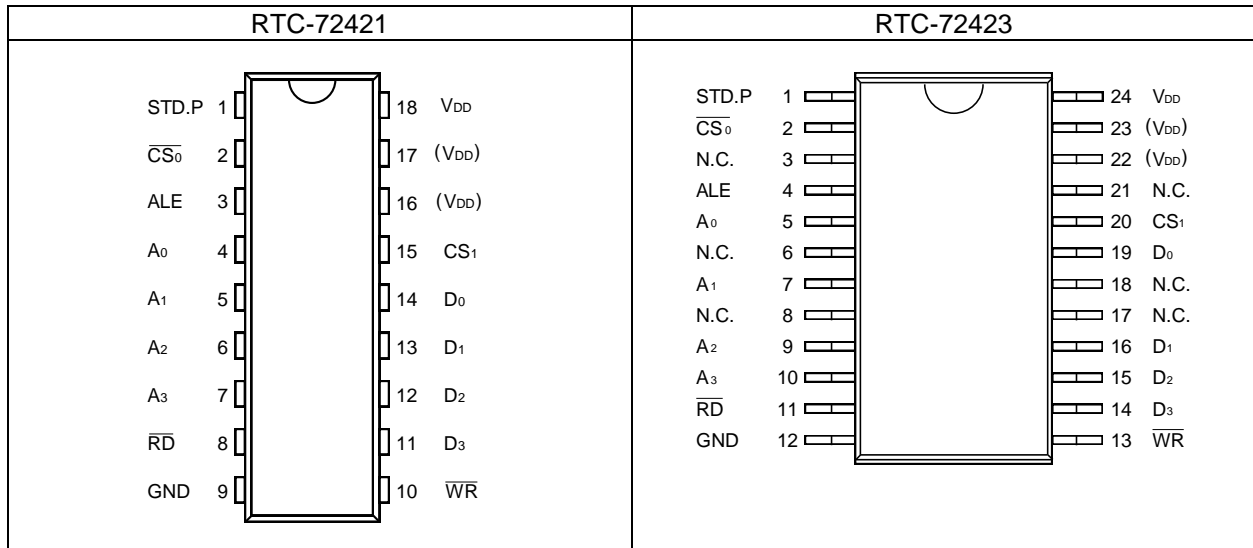 RTC-72421
STD.P 1 18 VDD
CS0 2 17 (VDD)
ALE 3 16 (VDD)
A0 4 15 CS1
A1 5 14 D0
A2 6 13 D1
A3 7 12 D2
RD 8 11 D3
GND 9 10 WR
RTC-72423
STD.P 1 24 VDD
CS0 2 23 (VDD)
N.C. 3 22 (VDD)
ALE 4 21 N.C.
A0 5 20 CS1
N.C. 6 19 D0
A1 7 18 N.C.
N.C. 8 17 N.C.
A2 9 16 D1
A3 10 15 D2
RD 11 14 D3
GND 12 13 WR